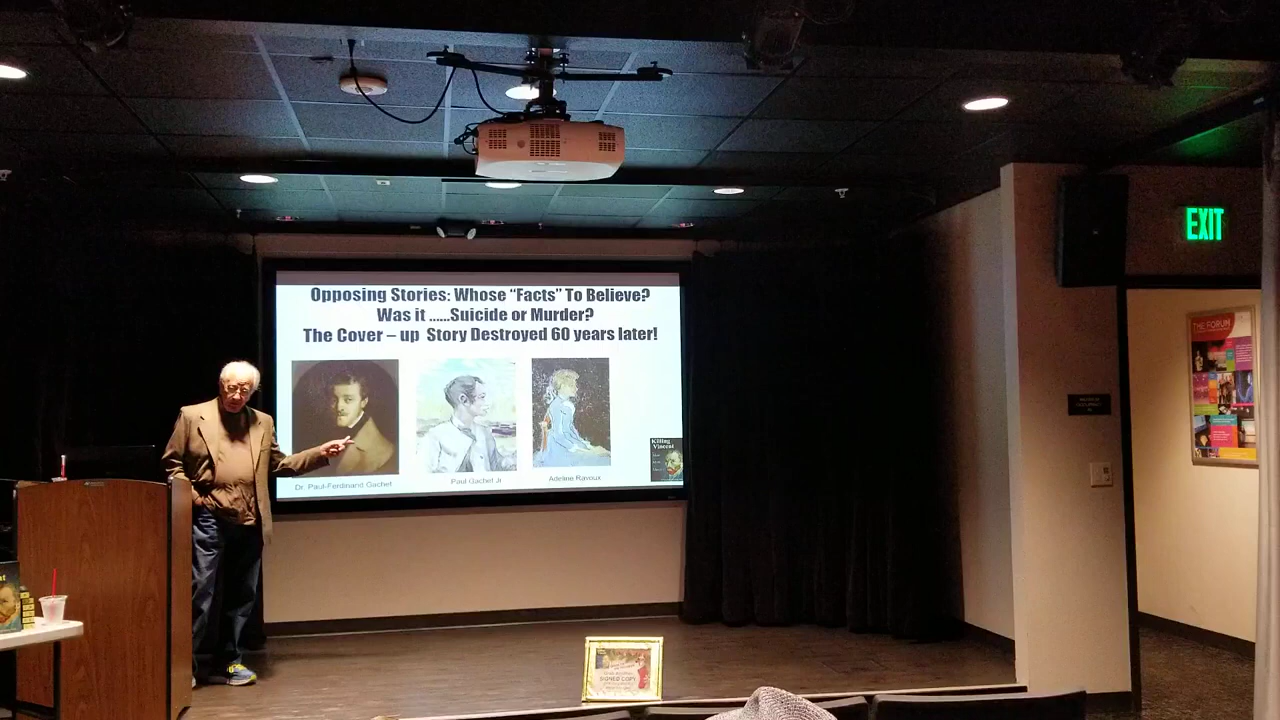 Opposing Stories: Whose "Facts" To Believe?
Was it ......Suicide or Murder?
The Cover – up Story Destroyed 60 years later!
Dr. Paul-Ferdinand Gachet
Paul Gachet Jr
Adeline Ravoux
Killing
Vincent
EXIT
THE FORUM
SIGNED COPY